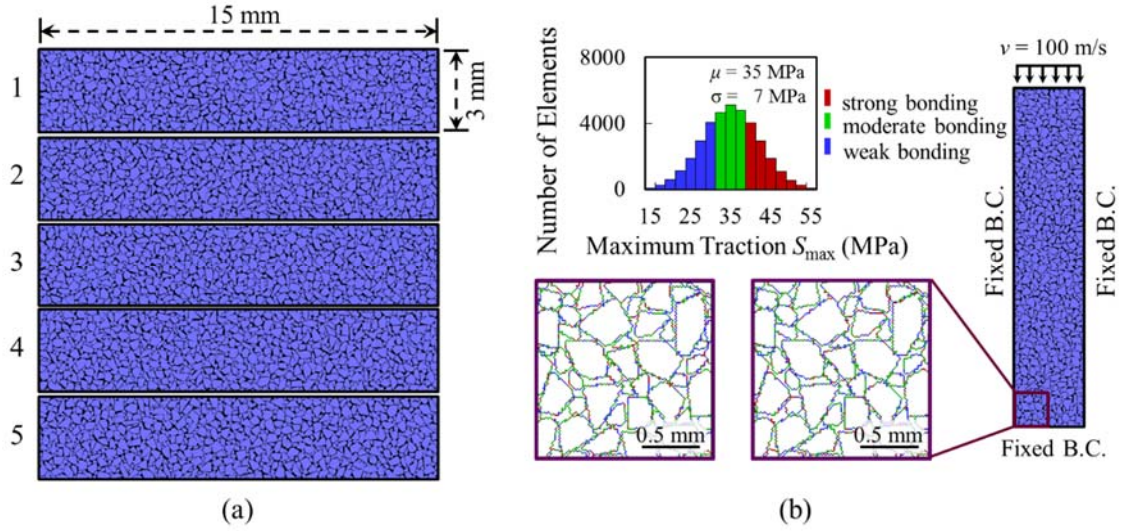 15 mm
3 mm
1
2
3
4
5
(a)
Number of Elements
8000
4000
0
μ = 35 MPa
σ = 7 MPa
strong bonding
moderate bonding
weak bonding
15 25 35 45 55
Maximum Traction Smax (MPa)
0.5 mm
0.5 mm
v = 100 m/s
Fixed B.C.
Fixed B.C.
Fixed B.C.
(b)